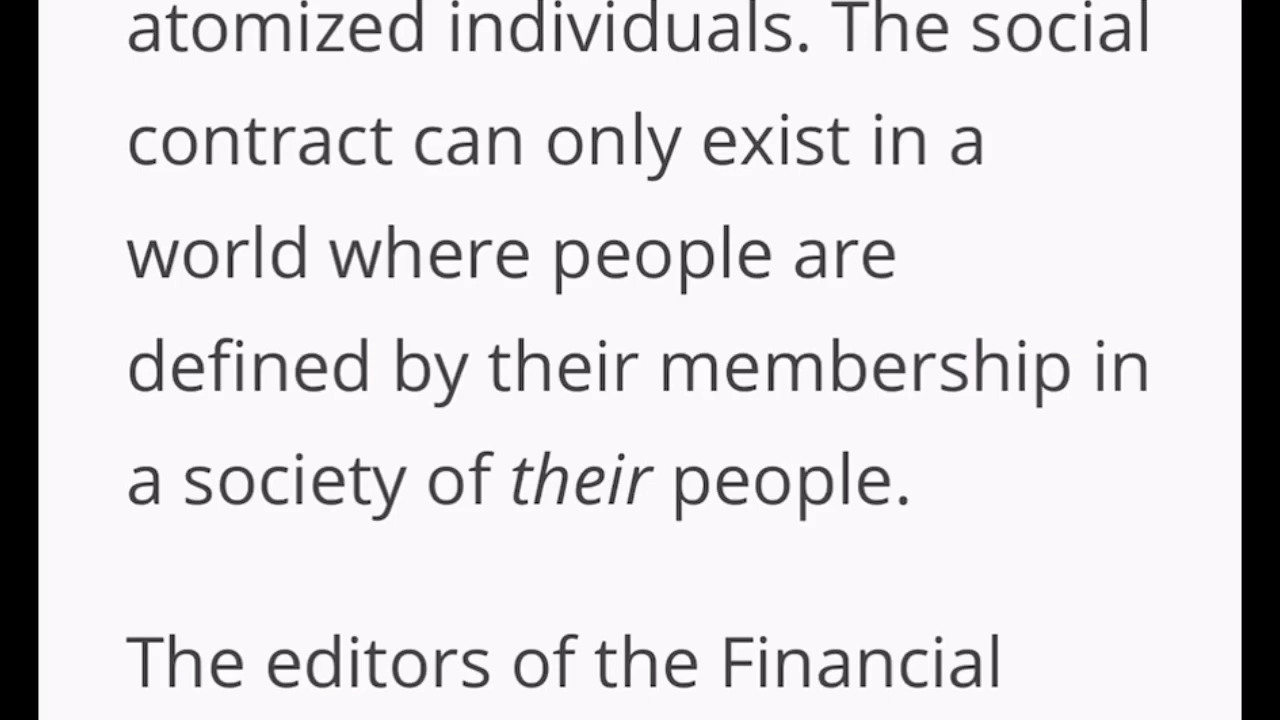 atomized individuals. The social
contract can only exist in a
world where people are
defined by their membership in
a society of their people.
The editors of the Financial